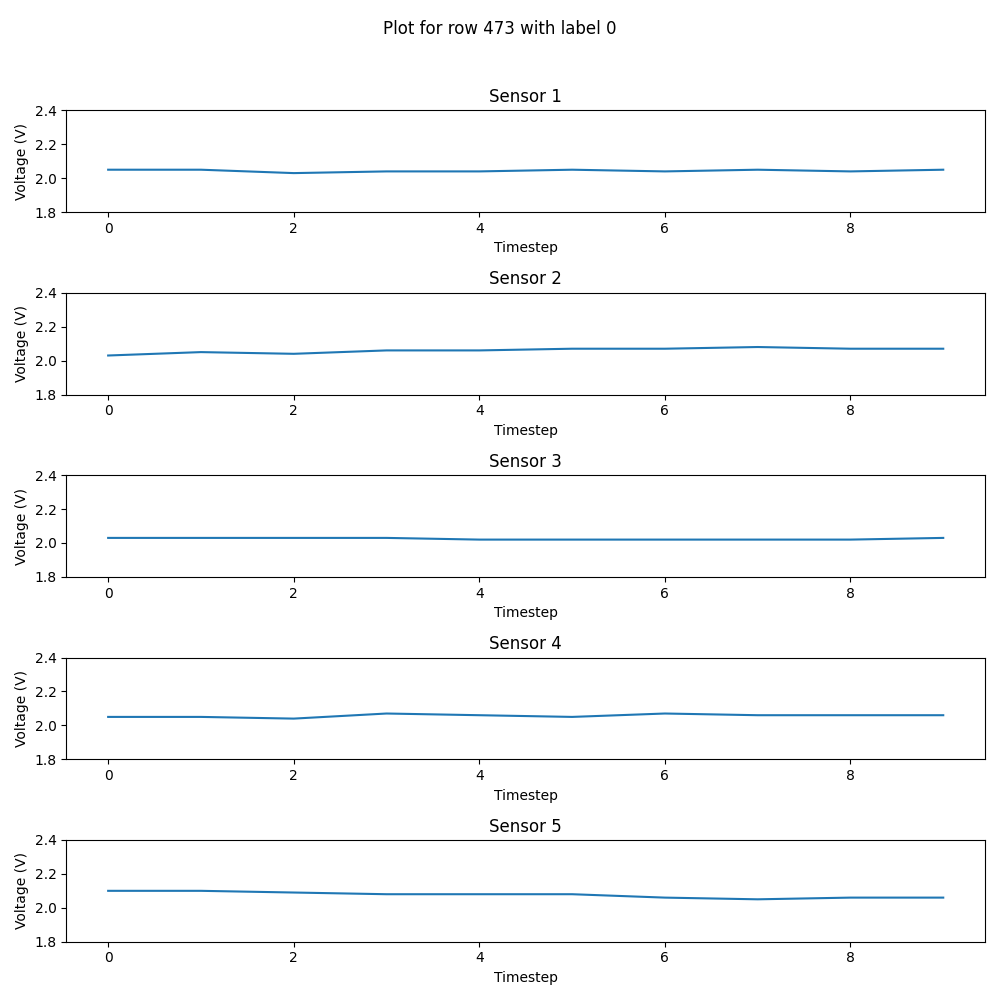 Plot for row 473 with label 0
Sensor 1
2.4
2.2
2.0
1.8
Voltage (V)
0 2 4 6 8
Timestep
Sensor 2
2.4
2.2
2.0
1.8
Voltage (V)
0 2 4 6 8
Timestep
Sensor 3
2.4
2.2
2.0
1.8
Voltage (V)
0 2 4 6 8
Timestep
Sensor 4
2.4
2.2
2.0
1.8
Voltage (V)
0 2 4 6 8
Timestep
Sensor 5
2.4
2.2
2.0
1.8
Voltage (V)
0 2 4 6 8
Timestep